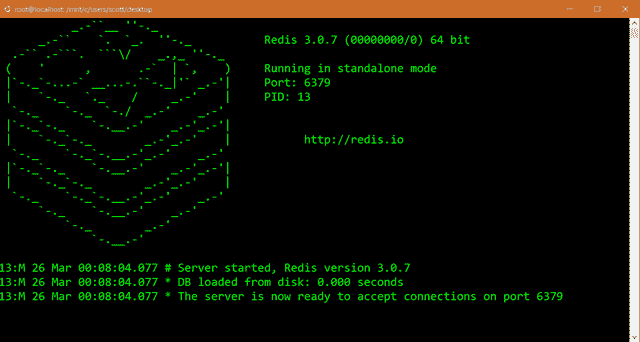 root@localhost: /mnt/c/users/scott/desktop
Redis 3.0.7 (00000000/0) 64 bit
Running in standalone mode
Port: 6379
PID: 13
http://redis.io
13:M 26 Mar 00:08:04.077 # Server started, Redis version 3.0.7
13:M 26 Mar 00:08:04.077 * DB loaded from disk: 0.000 seconds
13:M 26 Mar 00:08:04.077 * The server is now ready to accept connections on port 6379